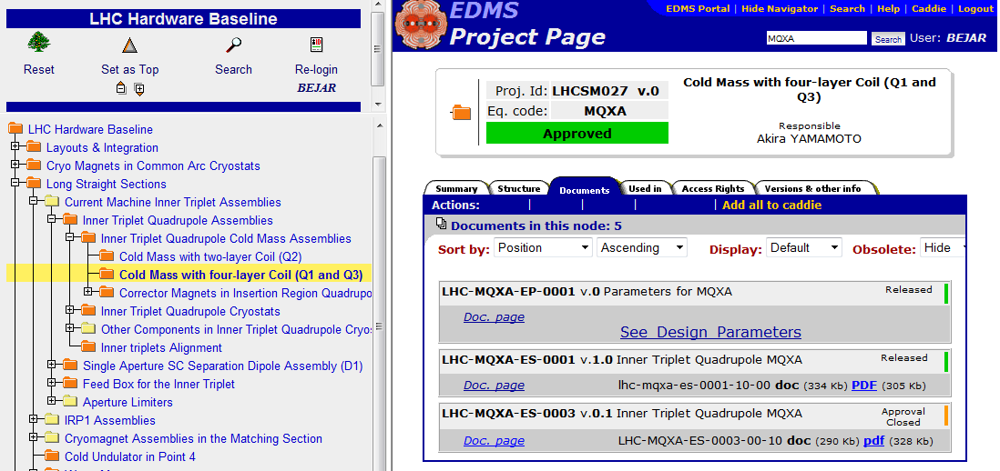 LHC Hardware Baseline
Reset
Set as Top
Search
Re-login
BEJAR
LHC Hardware Baseline
Layouts & Integration
Cryo Magnets in Common Arc Cryostats
Long Straight Sections
Current Machine Inner Triplet Assemblies
Inner Triplet Quadrupole Assemblies
Inner Triplet Quadrupole Cold Mass Assemblies
Cold Mass with two-layer Coil (Q2)
Cold Mass with four-layer Coil (Q1 and Q3)
Corrector Magnets in Insertion Region Quadrupo
Inner Triplet Quadrupole Cryostats
Other Components in Inner Triplet Quadrupole Cryos
Inner triplets Alignment
Single Aperture SC Separation Dipole Assembly (D1)
Feed Box for the Inner Triplet
Aperture Limiters
IRP1 Assemblies
Cryomagnet Assemblies in the Matching Section
Cold Undulator in Point 4
EDMS
Project Page
EDMS Portal | Hide Navigator | Search | Help | Caddie | Logout
MQXA Search User: BEJAR
Proj. Id: LHCSM027 v.0
Eq. code: MQXA
Approved
Cold Mass with four-layer Coil (Q1 and
Q3)
Responsible
Akira YAMAMOTO
Summary Structure Documents Used in Access Rights Versions & other info
Actions: | | | Add all to caddie
Documents in this node: 5
Sort by: Position Ascending Display: Default Obsolete: Hide
LHC-MQXA-EP-0001 v.0 Parameters for MQXA Released
Doc. page
See Design Parameters
LHC-MQXA-ES-0001 v.1.0 Inner Triplet Quadrupole MQXA Released
Doc. page lhc-mqxa-es-0001-10-00 doc (334 Kb) PDF (305 Kb)
LHC-MQXA-ES-0003 v.0.1 Inner Triplet Quadrupole MQXA Approval
Closed
Doc. page LHC-MQXA-ES-0003-00-10 doc (290 Kb) pdf (328 Kb)